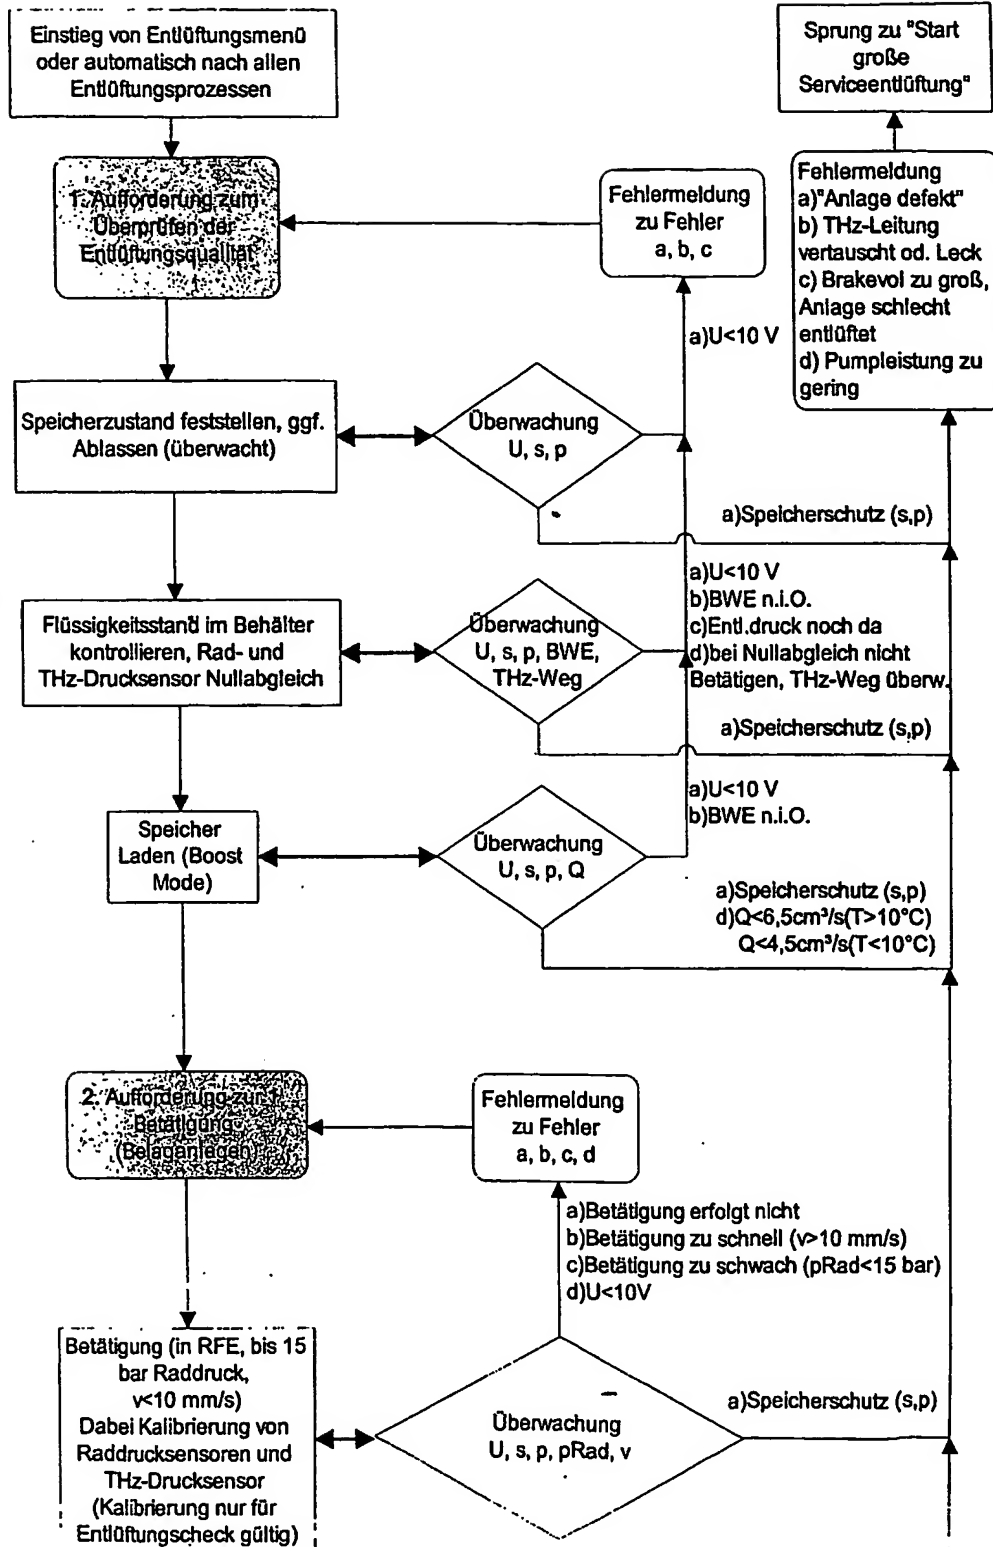 Einstieg von Entlüftungsmenü
oder automatisch nach allen
Entlüftungsprozessen
Sprung zu "Start
große
Serviceentlüftung"
1. Aufforderung zum
Überprüfen der
Entlüftungsqualität
Fehlermeldung
zu Fehler
a, b, c
Fehlermeldung
a)"Anlage defekt"
b) THz-Leitung
vertauscht od. Leck
c) Brakevol zu groß,
Anlage schlecht
entlüftet
d) Pumpleistung zu
gering
a)U<10 V
Speicherzustand feststellen, ggf.
Ablassen (überwacht)
Überwachung
U, s, p
a)Speicherschutz (s,p)
Flüssigkeitsstand im Behälter
kontrollieren, Rad- und
THz-Drucksensor Nullabgleich
Überwachung
U, s, p, BWE,
THz-Weg
a)U<10 V
b)BWE n.i.O.
c)Entl.druck noch da
d)bei Nullabgleich nicht
Betätigen, THz-Weg überw.
a)Speicherschutz (s,p)
Speicher
Laden (Boost
Mode)
Überwachung
U, s, p, Q
a)U<10 V
b)BWE n.i.O.
a)Speicherschutz (s,p)
d)Q<6,5cm³/s(T>10°C)
Q<4,5cm³/s(T<10°C)
2. Aufforderung zur 1.
Betätigung
(Belaganlegen)
Fehlermeldung
zu Fehler
a, b, c, d
a)Betätigung erfolgt nicht
b)Betätigung zu schnell (v>10 mm/s)
c)Betätigung zu schwach (pRad<15 bar)
d)U<10V
Betätigung (in RFE, bis 15
bar Raddruck,
v<10 mm/s)
Dabei Kalibrierung von
Raddrucksensoren und
THz-Drucksensor
(Kalibrierung nur für
Entlüftungscheck gültig)
Überwachung
U, s, p, pRad, v
a)Speicherschutz (s,p)